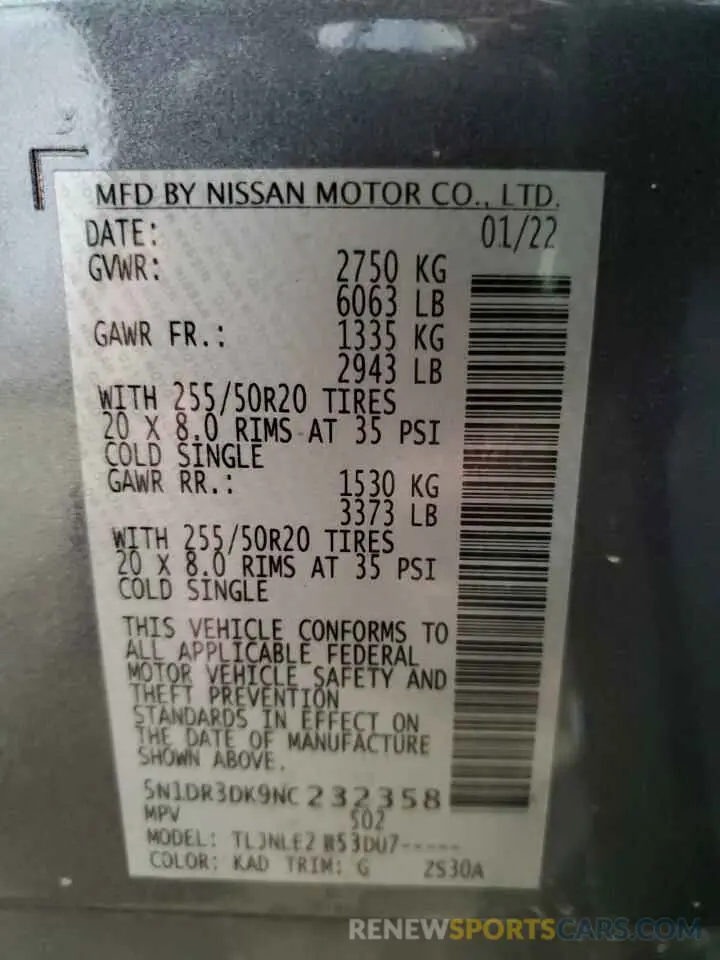 MFD BY NISSAN MOTOR CO., LTD.
DATE: 01/22
GVWR: 2750 KG
6063 LB
GAWR FR.: 1335 KG
2943 LB
WITH 255/50R20 TIRES
20 X 8.0 RIMS AT 35 PSI
COLD SINGLE
GAWR RR.: 1530 KG
3373 LB
WITH 255/50R20 TIRES
20 X 8.0 RIMS AT 35 PSI
COLD SINGLE
THIS VEHICLE CONFORMS TO
ALL APPLICABLE FEDERAL
MOTOR VEHICLE SAFETY AND
THEFT PREVENTION
STANDARDS IN EFFECT ON
THE DATE OF MANUFACTURE
SHOWN ABOVE.
5N1DR3DK9NC232358
MPV 502
MODEL: TLJNLE2
COLOR: KAD TRIM: G ZS30A
RENEWSPORTSCARS.COM